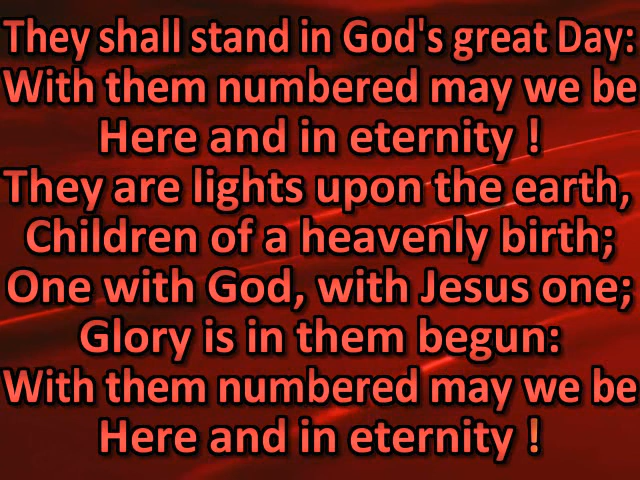 They shall stand in God's great Day:
With them numbered may we be
Here and in eternity !
They are lights upon the earth,
Children of a heavenly birth;
One with God, with Jesus one;
Glory is in them begun:
With them numbered may we be
Here and in eternity !